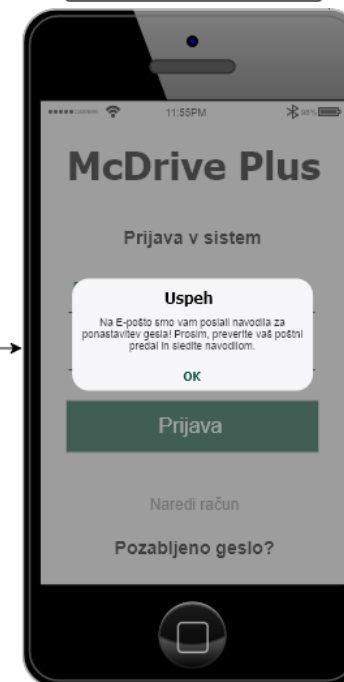 11:55PM
98%
McDrive Plus
Prijava v sistem
Uspeh
Na E-pošto smo vam poslali navodila za
ponastavitev gesla! Prosim, preverite vaš poštni
predal in sledite navodilom.
OK
Prijava
Naredi račun
Pozabljeno geslo?